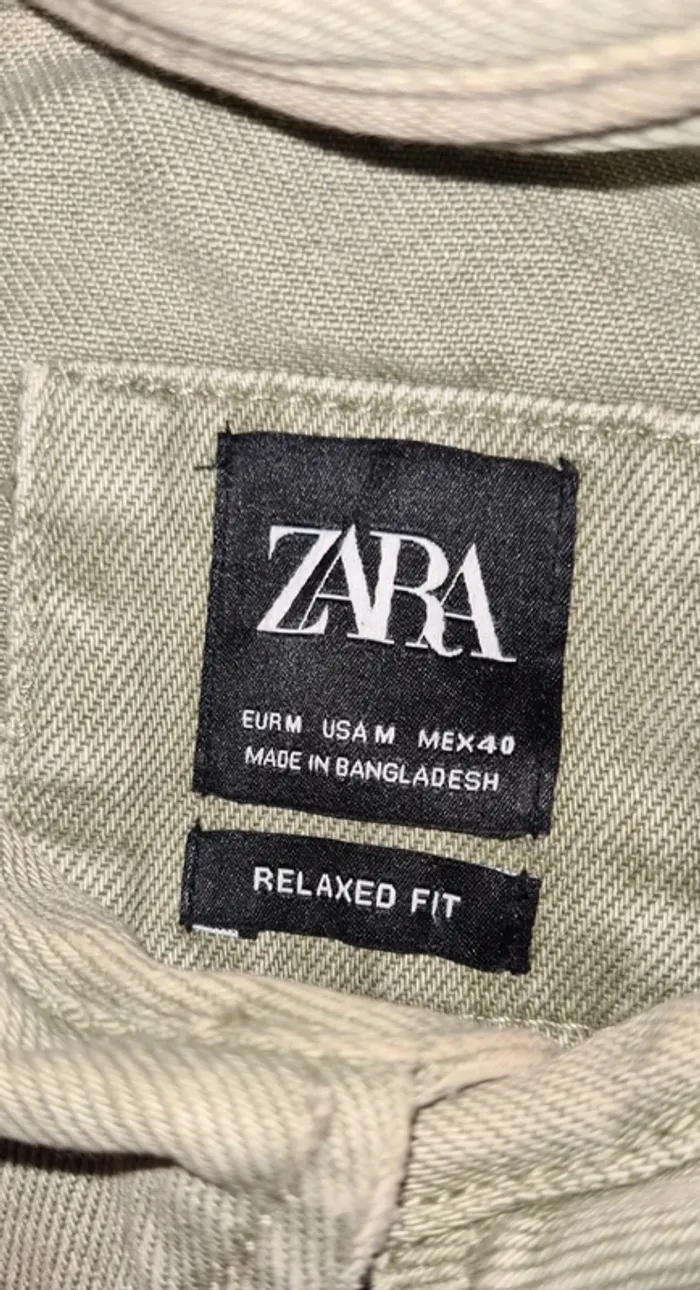 ZARA
EUR M USA M MEX 40
MADE IN BANGLADESH
RELAXED FIT